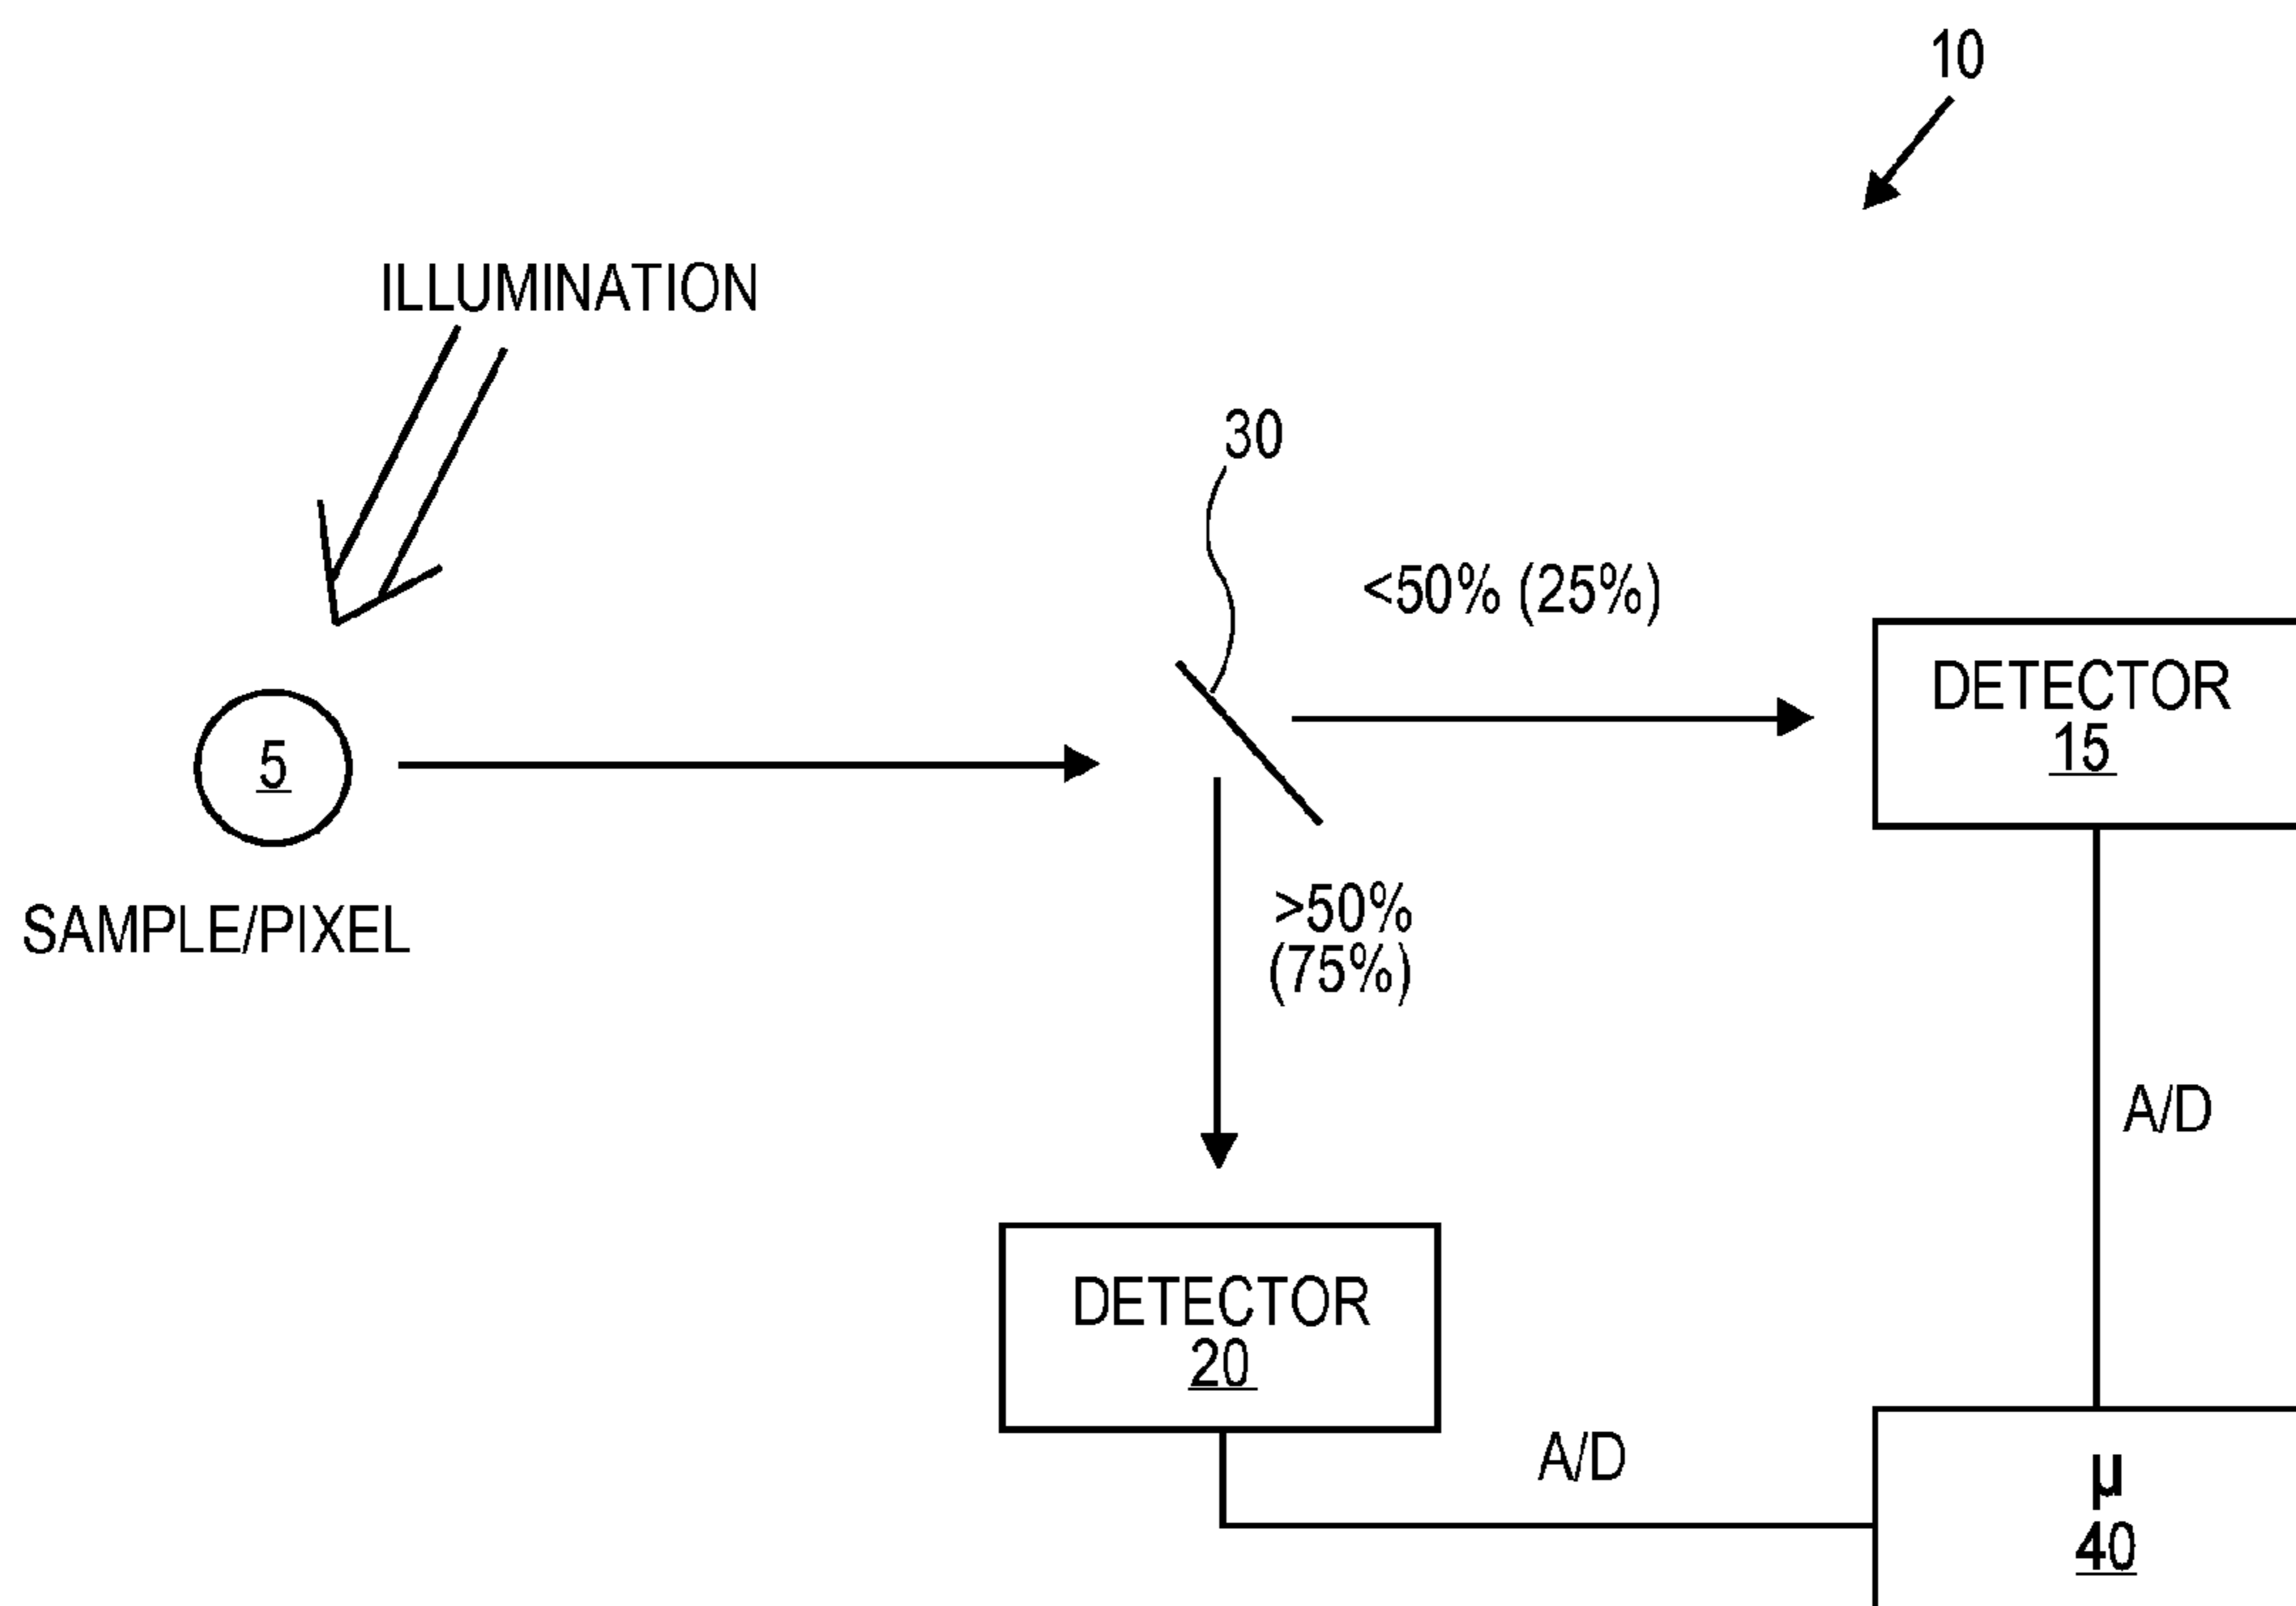 10
ILLUMINATION
30
<50% (25%)
DETECTOR
15
5
SAMPLE/PIXEL
>50%
(75%)
A/D
DETECTOR
20
A/D
µ
40